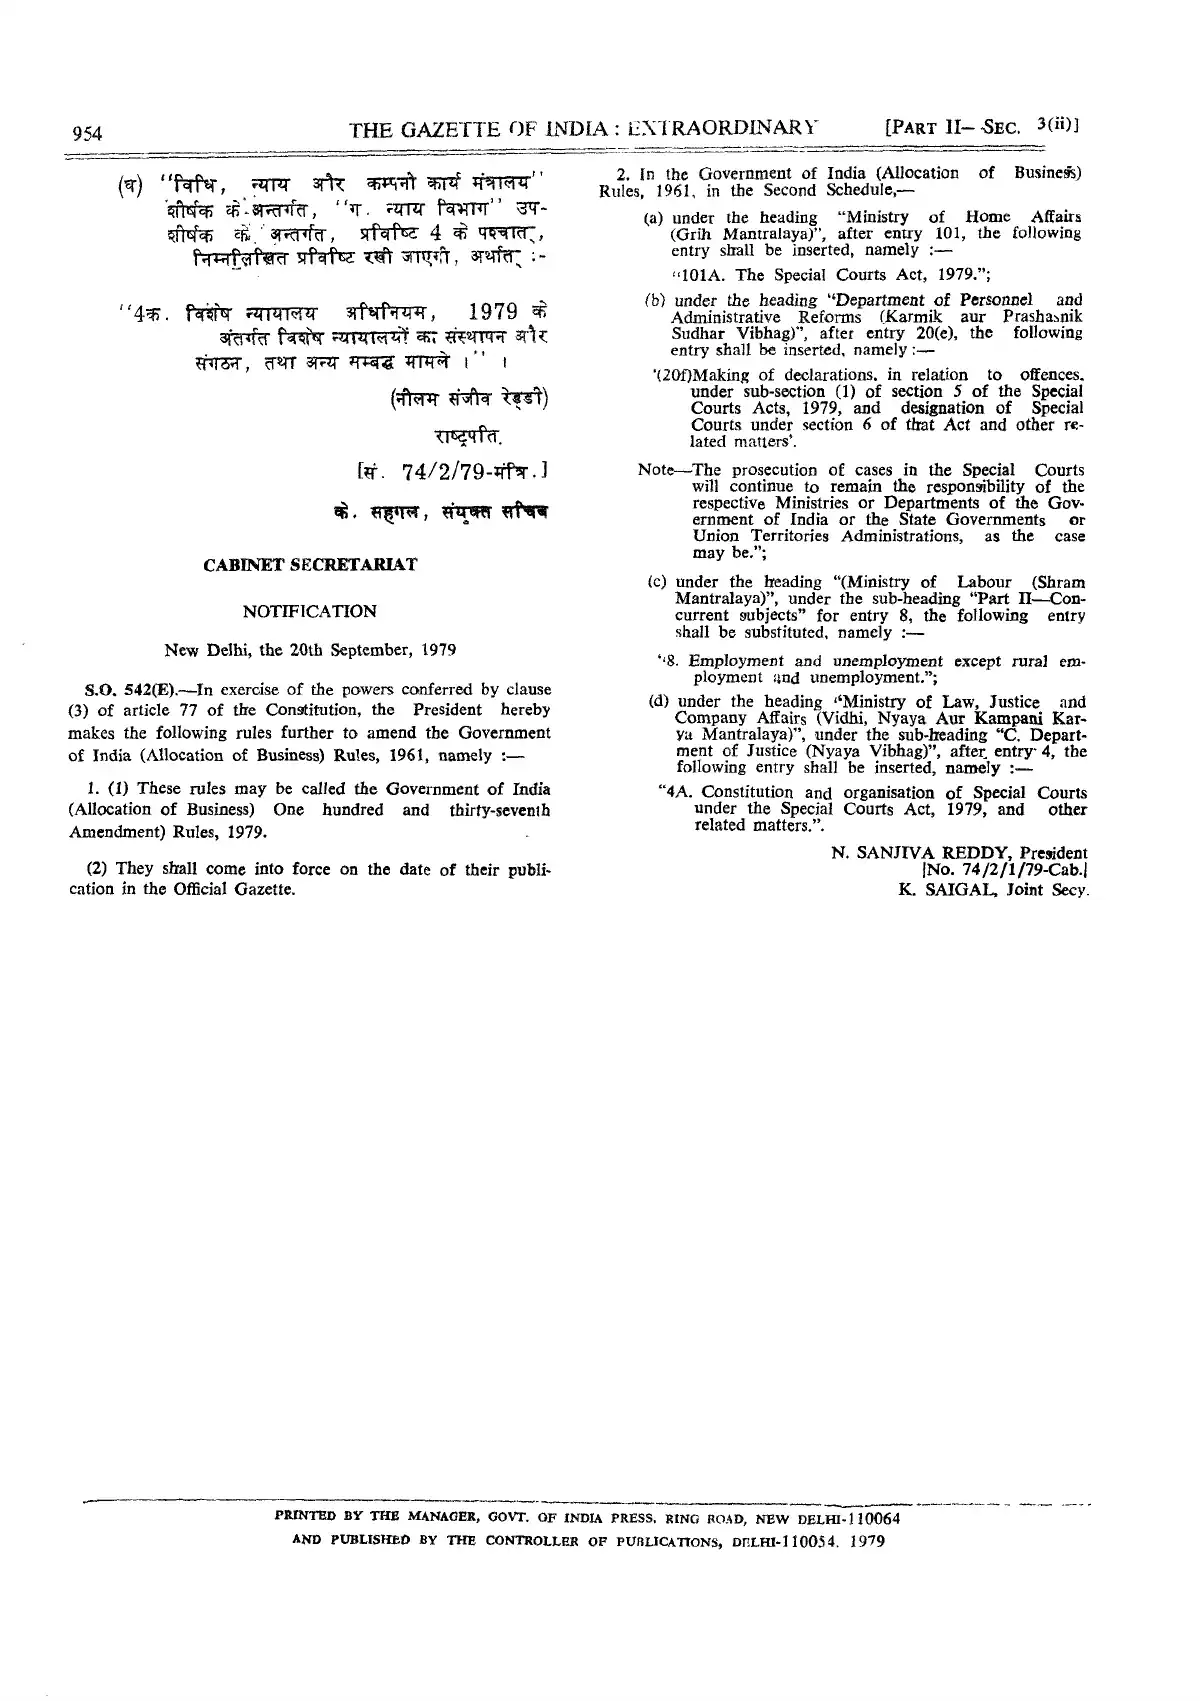 954 THE GAZETTE OF INDIA : EXTRAORDINARY [PART II— SEC. 3(ii)]
(घ) "विधि, न्याय और कम्पनी कार्य मंत्रालय"
शीर्षक के अन्तर्गत, "ग. न्याय विभाग" उप-
शीर्षक के अन्तर्गत, प्रविष्टि 4 के पश्चात्,
निम्नलिखित प्रविष्टि रखी जाएगी, अर्थात् :-
"4क. विशेष न्यायालय अधिनियम, 1979 के
अंतर्गत विशेष न्यायालयों का संस्थापन और
संगठन, तथा अन्य सम्बद्ध मामले ।" ।
(नीलम संजीव रेड्डी)
राष्ट्रपति.
[सं. 74/2/79-मंत्रि.]
के. सहगल, संयुक्त सचिव
CABINET SECRETARIAT
NOTIFICATION
New Delhi, the 20th September, 1979
S.O. 542(E).—In exercise of the powers conferred by clause
(3) of article 77 of the Constitution, the President hereby
makes the following rules further to amend the Government
of India (Allocation of Business) Rules, 1961, namely :—
1. (1) These rules may be called the Government of India
(Allocation of Business) One hundred and thirty-seventh
Amendment) Rules, 1979.
(2) They shall come into force on the date of their publi-
cation in the Official Gazette.
2. In the Government of India (Allocation of Business)
Rules, 1961, in the Second Schedule,—
(a) under the heading "Ministry of Home Affairs
(Grih Mantralaya)", after entry 101, the following
entry shall be inserted, namely :—
"101A. The Special Courts Act, 1979.";
(b) under the heading "Department of Personnel and
Administrative Reforms (Karmik aur Prashasnik
Sudhar Vibhag)", after entry 20(e), the following
entry shall be inserted, namely :—
'(20f)Making of declarations. in relation to offences.
under sub-section (1) of section 5 of the Special
Courts Acts, 1979, and designation of Special
Courts under section 6 of that Act and other re-
lated matters'.
Note—The prosecution of cases in the Special Courts
will continue to remain the responsibility of the
respective Ministries or Departments of the Gov-
ernment of India or the State Governments or
Union Territories Administrations, as the case
may be.";
(c) under the heading "(Ministry of Labour (Shram
Mantralaya)", under the sub-heading "Part II—Con-
current subjects" for entry 8, the following entry
shall be substituted, namely :—
"8. Employment and unemployment except rural em-
ployment and unemployment.";
(d) under the heading "Ministry of Law, Justice and
Company Affairs (Vidhi, Nyaya Aur Kampani Kar-
ya Mantralaya)", under the sub-heading "C. Depart-
ment of Justice (Nyaya Vibhag)", after entry 4, the
following entry shall be inserted, namely :—
"4A. Constitution and organisation of Special Courts
under the Special Courts Act, 1979, and other
related matters.".
N. SANJIVA REDDY, President
[No. 74/2/1/79-Cab.]
K. SAIGAL, Joint Secy.
PRINTED BY THE MANAGER, GOVT. OF INDIA PRESS, RING ROAD, NEW DELHI-110064
AND PUBLISHED BY THE CONTROLLER OF PUBLICATIONS, DELHI-110054. 1979